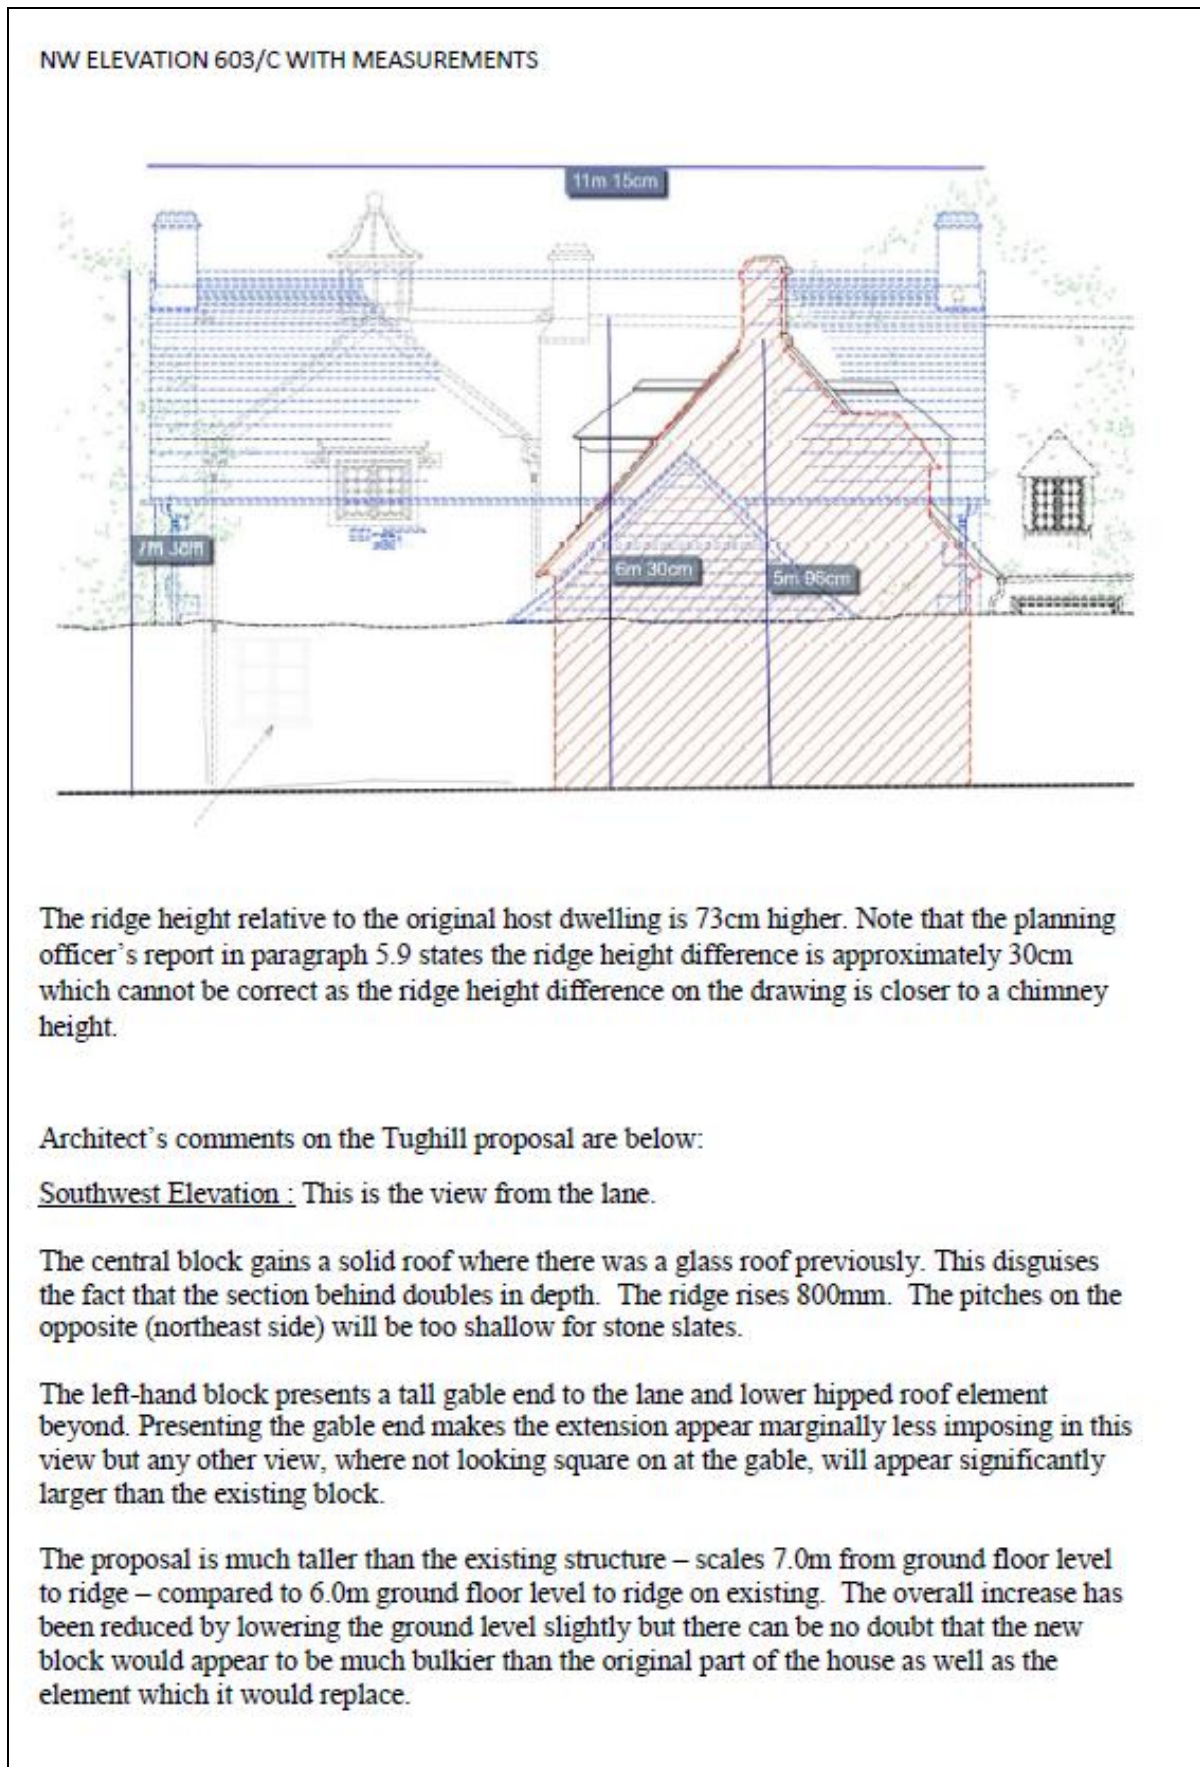 NW ELEVATION 603/C WITH MEASUREMENTS
11m 15cm
7m 3cm
6m 30cm
5m 96cm
The ridge height relative to the original host dwelling is 73cm higher. Note that the planning
officer’s report in paragraph 5.9 states the ridge height difference is approximately 30cm
which cannot be correct as the ridge height difference on the drawing is closer to a chimney
height.
Architect’s comments on the Tughill proposal are below:
Southwest Elevation : This is the view from the lane.
The central block gains a solid roof where there was a glass roof previously. This disguises
the fact that the section behind doubles in depth. The ridge rises 800mm. The pitches on the
opposite (northeast side) will be too shallow for stone slates.
The left-hand block presents a tall gable end to the lane and lower hipped roof element
beyond. Presenting the gable end makes the extension appear marginally less imposing in this
view but any other view, where not looking square on at the gable, will appear significantly
larger than the existing block.
The proposal is much taller than the existing structure – scales 7.0m from ground floor level
to ridge – compared to 6.0m ground floor level to ridge on existing. The overall increase has
been reduced by lowering the ground level slightly but there can be no doubt that the new
block would appear to be much bulkier than the original part of the house as well as the
element which it would replace.